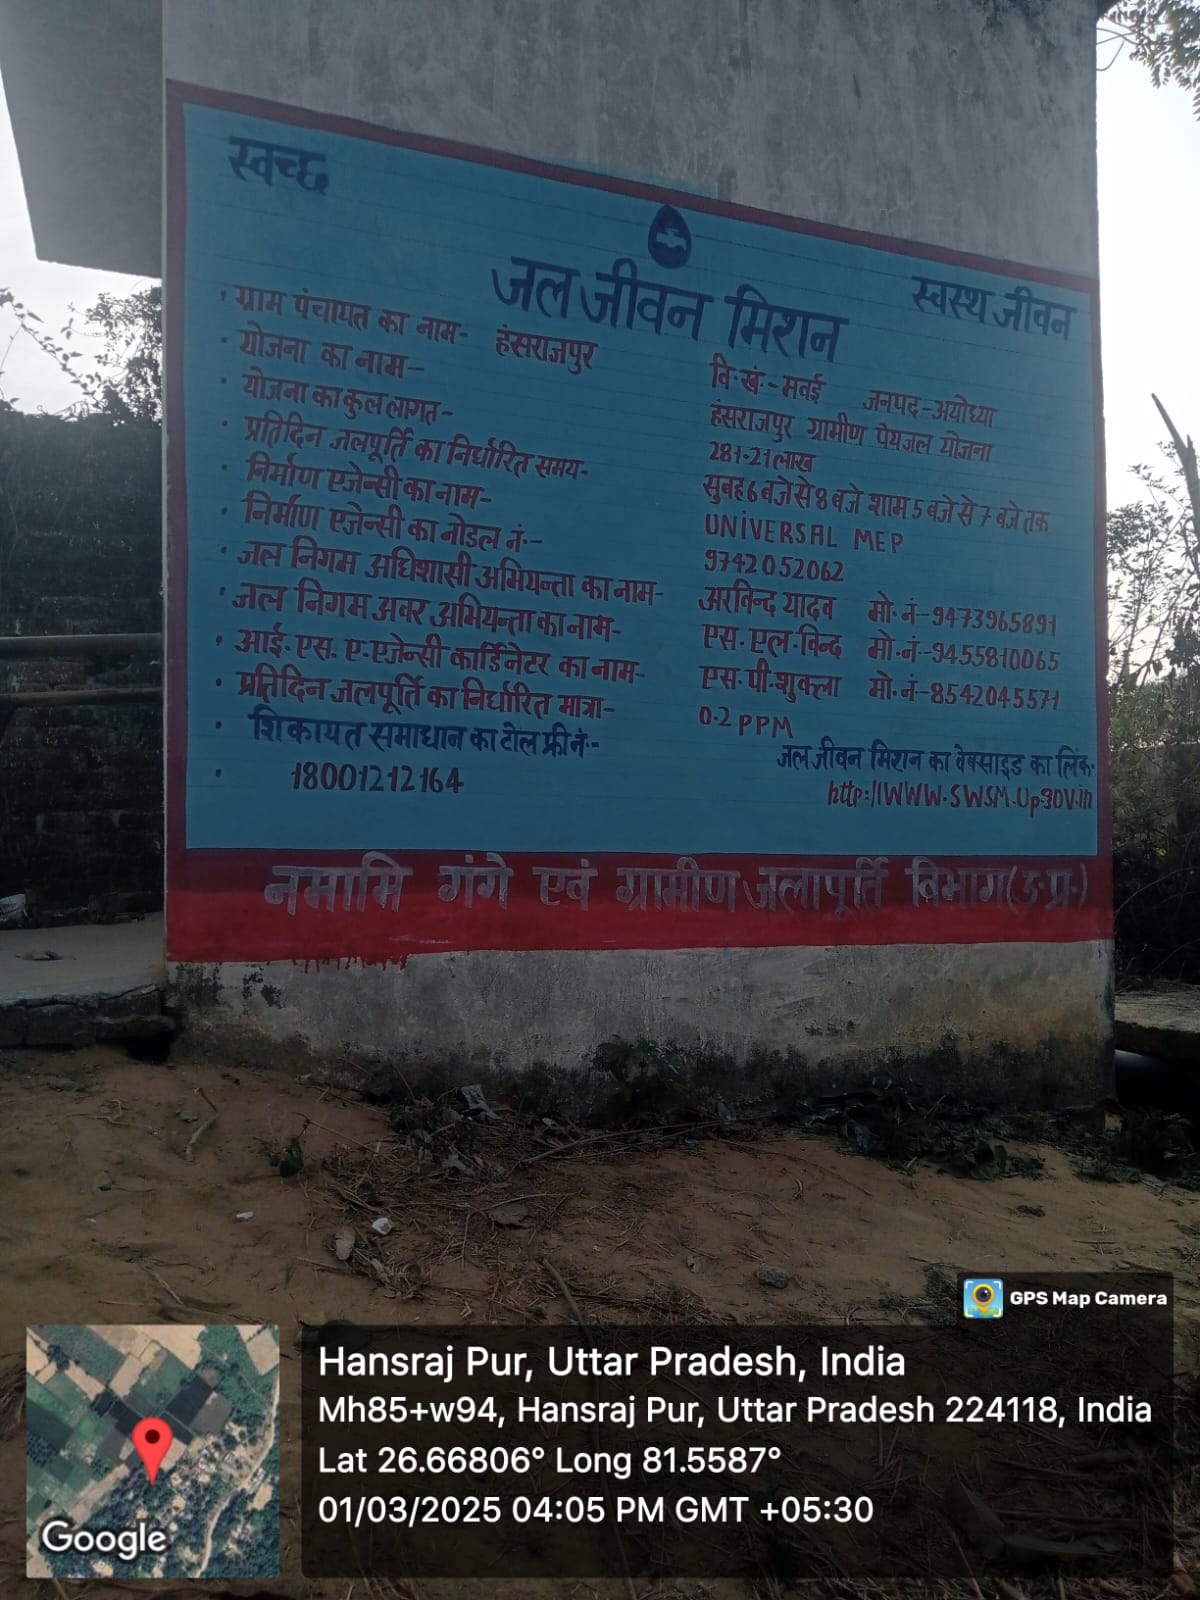 स्वच्छ
जल जीवन मिशन
स्वस्थ जीवन
ग्राम पंचायत का नाम- हंसराजपुर वि.खं.-मवई जनपद-अयोध्या
योजना का नाम- हंसराजपुर ग्रामीण पेयजल योजना
योजना का कुल लागत- 281.21 लाख
प्रतिदिन जलपूर्ति का निर्धारित समय- सुबह 6 बजे से 8 बजे शाम 5 बजे से 7 बजे तक
निर्माण एजेन्सी का नाम- UNIVERSAL MEP
निर्माण एजेन्सी का नोडल नं.- 9742052062
जल निगम अधिशासी अभियन्ता का नाम- अरविन्द यादव मो.नं-9473965891
जल निगम अवर अभियन्ता का नाम- एस.एल.विन्द मो.नं-9455810065
आई.एस.ए-एजेन्सी कार्डिनेटर का नाम- एस.पी.शुक्ला मो.नं-8542045571
प्रतिदिन जलपूर्ति का निर्धारित मात्रा- 0.2 PPM
शिकायत समाधान का टोल फ्री नं.-
18001212164
जल जीवन मिशन का वेबसाइड का लिंक.
http://WWW.SWSM.Up.gov.in
नमामि गंगे एवं ग्रामीण जलापूर्ति विभाग (उ.प्र.)
GPS Map Camera
Hansraj Pur, Uttar Pradesh, India
Mh85+w94, Hansraj Pur, Uttar Pradesh 224118, India
Lat 26.66806° Long 81.5587°
01/03/2025 04:05 PM GMT +05:30
Google